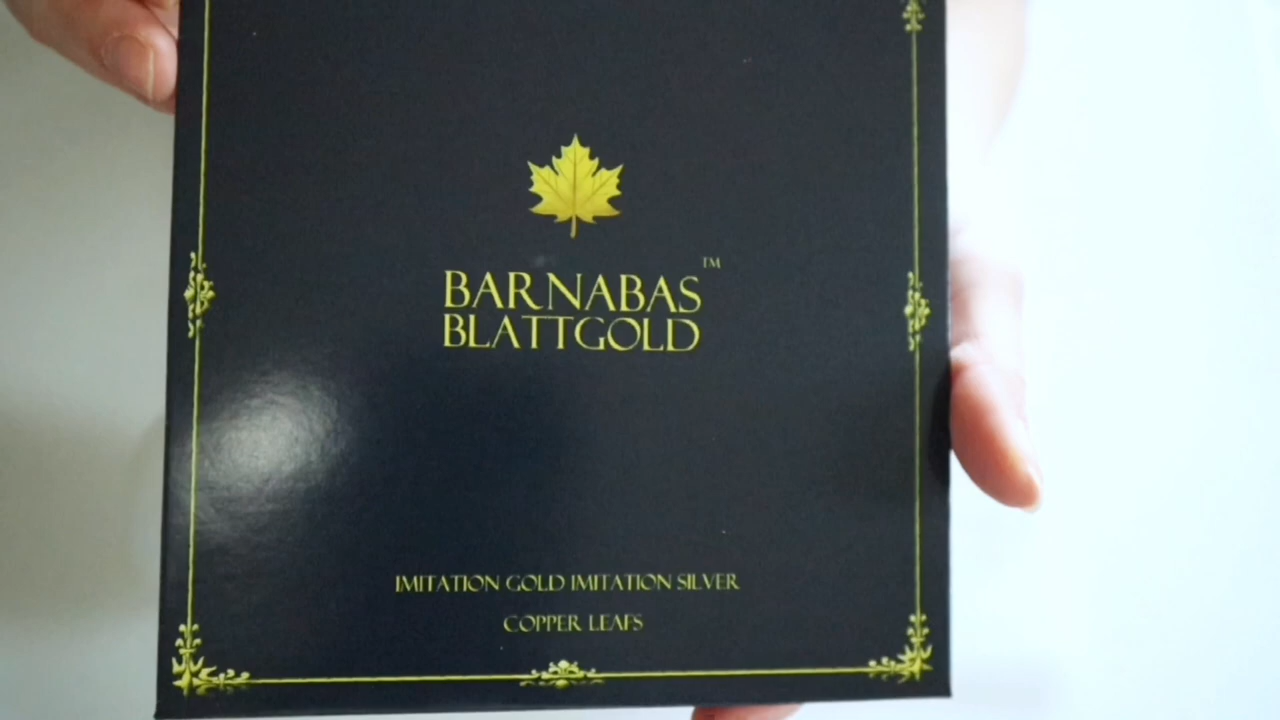 BARNABAS™
BLATTGOLD
IMITATION GOLD IMITATION SILVER
COPPER LEAFS